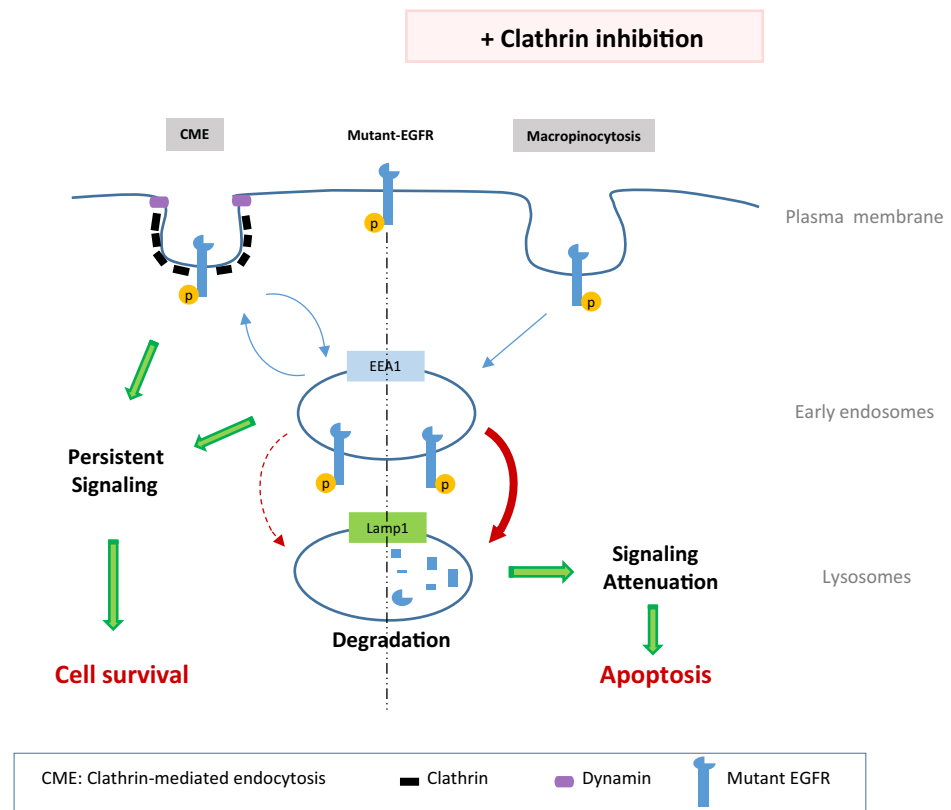 + Clathrin inhibition
CME
Mutant-EGFR
Macropinocytosis
Plasma membrane
p
p
p
EEA1
Early endosomes
Persistent
Signaling
p
p
Lamp1
Signaling
Attenuation
Lysosomes
Degradation
Cell survival
Apoptosis
CME: Clathrin-mediated endocytosis
Clathrin
Dynamin
Mutant EGFR